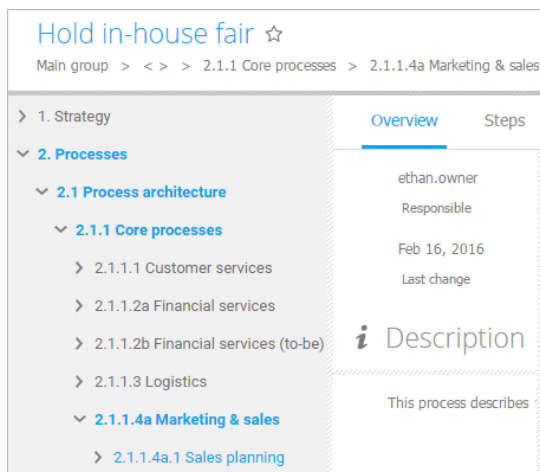 Hold in-house fair
Main group > < > > 2.1.1 Core processes > 2.1.1.4a Marketing & sales
1. Strategy
2. Processes
2.1 Process architecture
2.1.1 Core processes
2.1.1.1 Customer services
2.1.1.2a Financial services
2.1.1.2b Financial services (to-be)
2.1.1.3 Logistics
2.1.1.4a Marketing & sales
2.1.1.4a.1 Sales planning
Overview Steps
ethan.owner
Responsible
Feb 16, 2016
Last change
i Description
This process describes